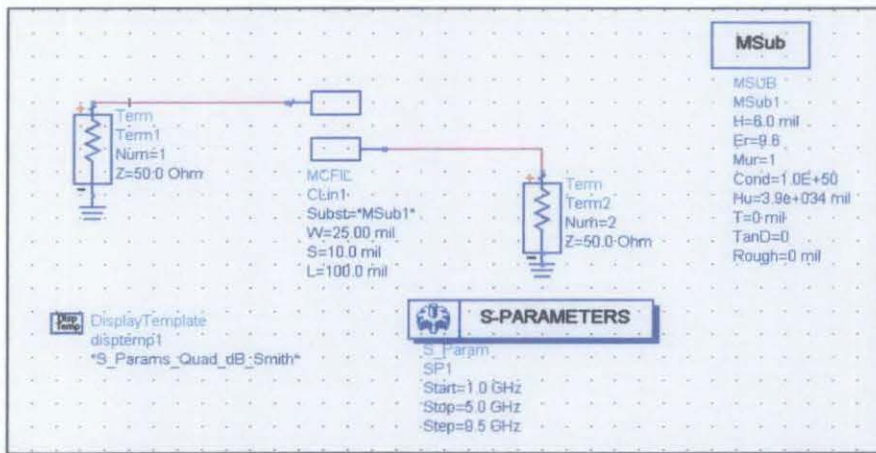 MSub
MSUB
MSub1
H=6.0 mil
Er=9.6
Mur=1
Cond=1.0E+50
Hu=3.9e+034 mil
T=0 mil
TanD=0
Rough=0 mil
Term
Term1
Num=1
Z=50.0 Ohm
MCFIL
CLin1
Subst="MSub1"
W=25.00 mil
S=10.0 mil
L=100.0 mil
Term
Term2
Num=2
Z=50.0 Ohm
Disp
Temp
DisplayTemplate
disptemp1
"S_Params_Quad_dB_Smith"
S-PARAMETERS
S_Param
SP1
Start=1.0 GHz
Stop=5.0 GHz
Step=9.5 GHz